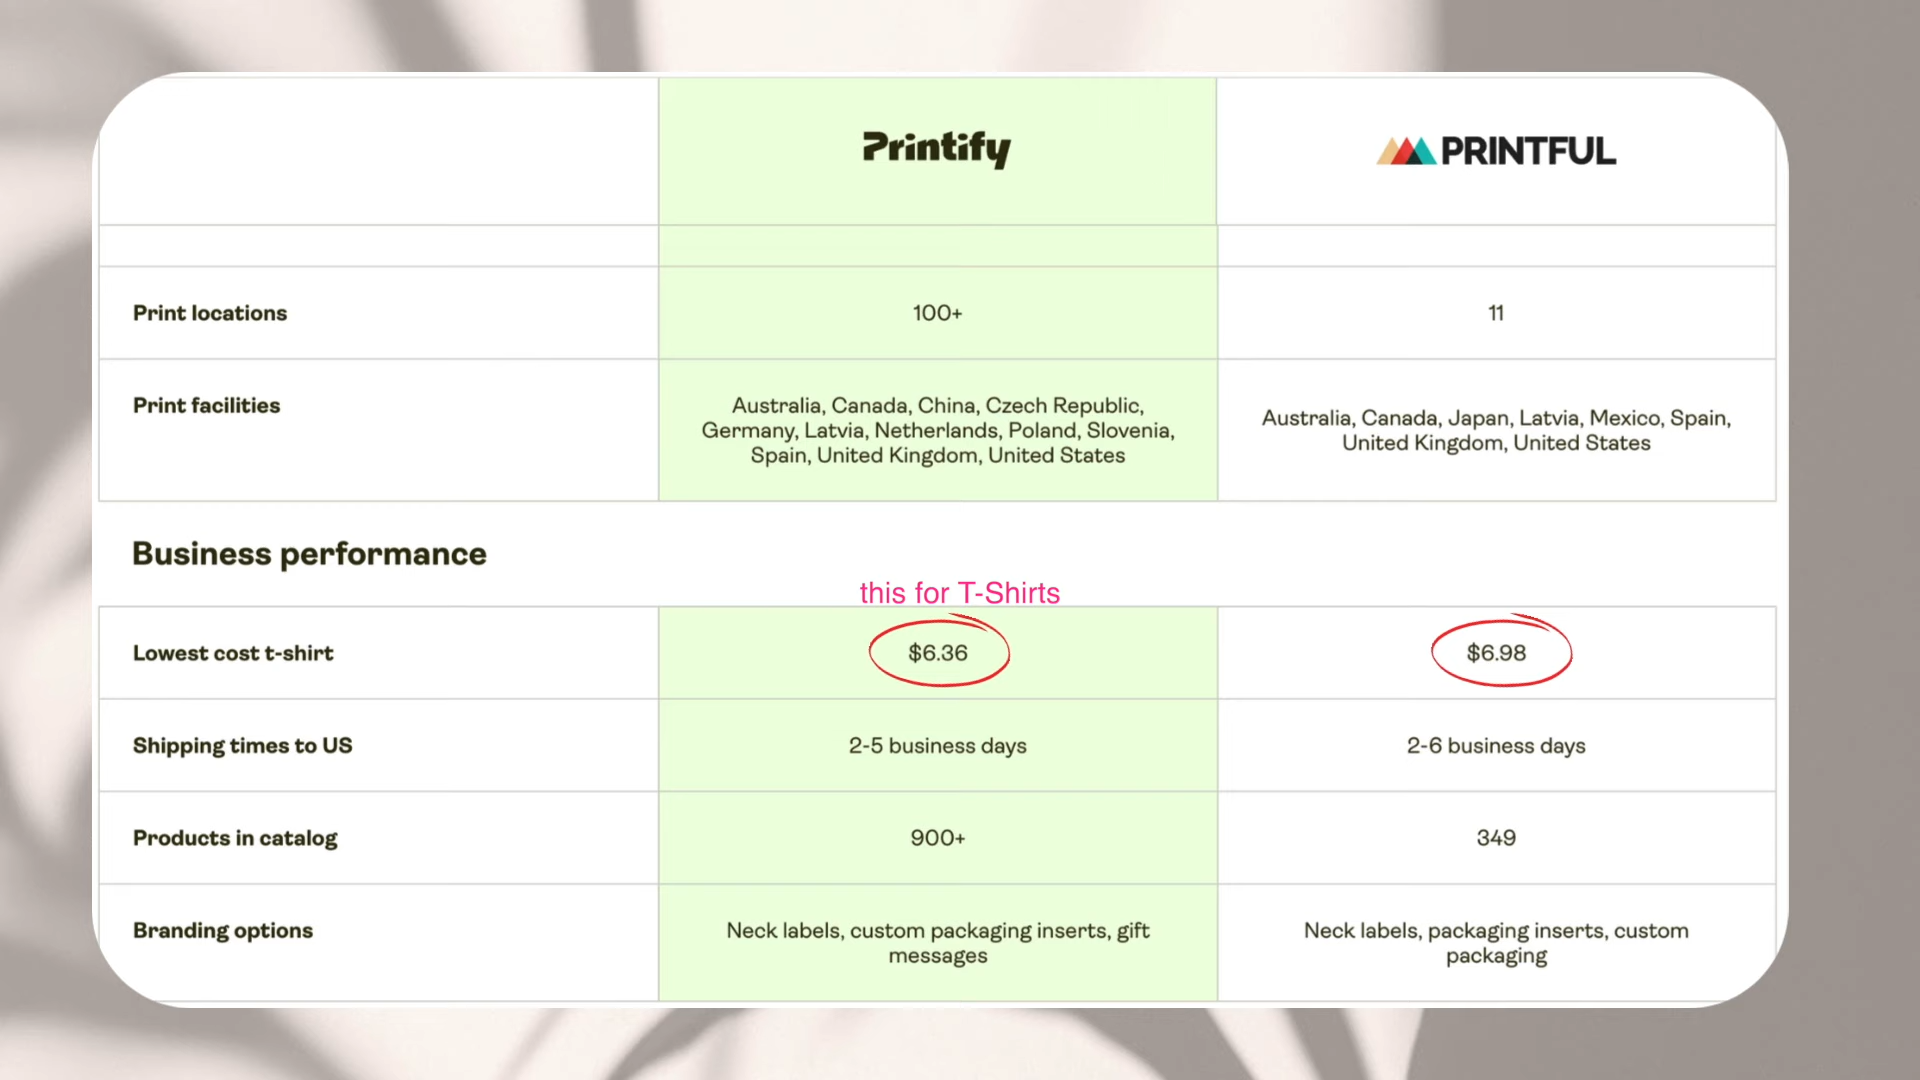 Printify
PRINTFUL
Print locations
100+
11
Print facilities
Australia, Canada, China, Czech Republic,
Germany, Latvia, Netherlands, Poland, Slovenia,
Spain, United Kingdom, United States
Australia, Canada, Japan, Latvia, Mexico, Spain,
United Kingdom, United States
Business performance
this for T-Shirts
Lowest cost t-shirt
$6.36
$6.98
Shipping times to US
2-5 business days
2-6 business days
Products in catalog
900+
349
Branding options
Neck labels, custom packaging inserts, gift
messages
Neck labels, packaging inserts, custom
packaging